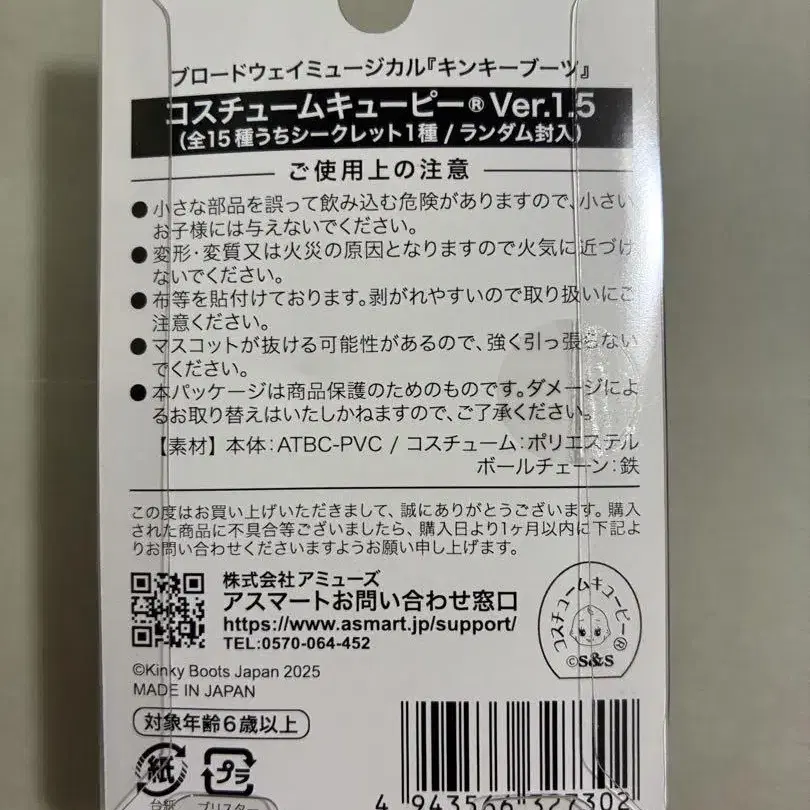 ブロードウェイミュージカル『キンキーブーツ』
コスチュームキューピー® Ver.1.5
(全15種うちシークレット1種 / ランダム封入)
ご使用上の注意
● 小さな部品を誤って飲み込む危険がありますので、小さい
お子様には与えないでください。
● 変形・変質又は火災の原因となりますので火気に近づけ
ないでください。
● 布等を貼付けております。剥がれやすいので取り扱いにご
注意ください。
● マスコットが抜ける可能性があるので、強く引っ張らない
でください。
● 本パッケージは商品保護のためのものです。ダメージによ
るお取り替えはいたしかねますので、ご了承ください。
【素材】本体:ATBC-PVC / コスチューム:ポリエステル
ボールチェーン:鉄
この度はお買い上げいただきまして、誠にありがとうございます。購入
された商品に不具合等ございましたら、購入日より1ヶ月以内に下記よ
りお問い合わせくださいますようお願い申し上げます。
株式会社アミューズ
アスマートお問い合わせ窓口
https://www.asmart.jp/support/
TEL:0570-064-452
コスチュームキューピー®
©S&S
©Kinky Boots Japan 2025
MADE IN JAPAN
対象年齢6歳以上
紙
プラ
台紙
ブリスター
4 943566 327302